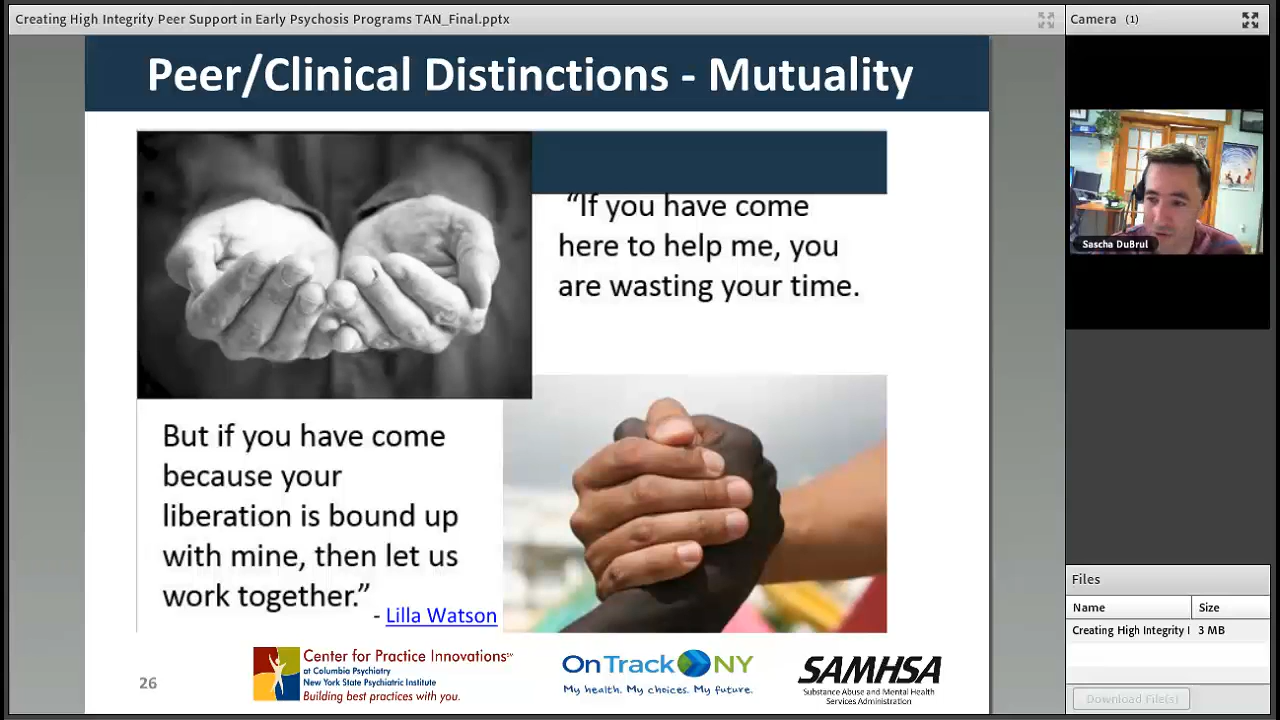 Creating High Integrity Peer Support in Early Psychosis Programs TAN_Final.pptx
Camera (1)
Peer/Clinical Distinctions - Mutuality
“If you have come
here to help me, you
are wasting your time.
But if you have come
because your
liberation is bound up
with mine, then let us
work together.”
- Lilla Watson
Sascha DuBrul
Files
Name Size
Creating High Integrity I 3 MB
Download File(s)
26
Center for Practice Innovations℠
at Columbia Psychiatry
New York State Psychiatric Institute
Building best practices with you.
OnTrackNY
My health. My choices. My future.
SAMHSA
Substance Abuse and Mental Health
Services Administration